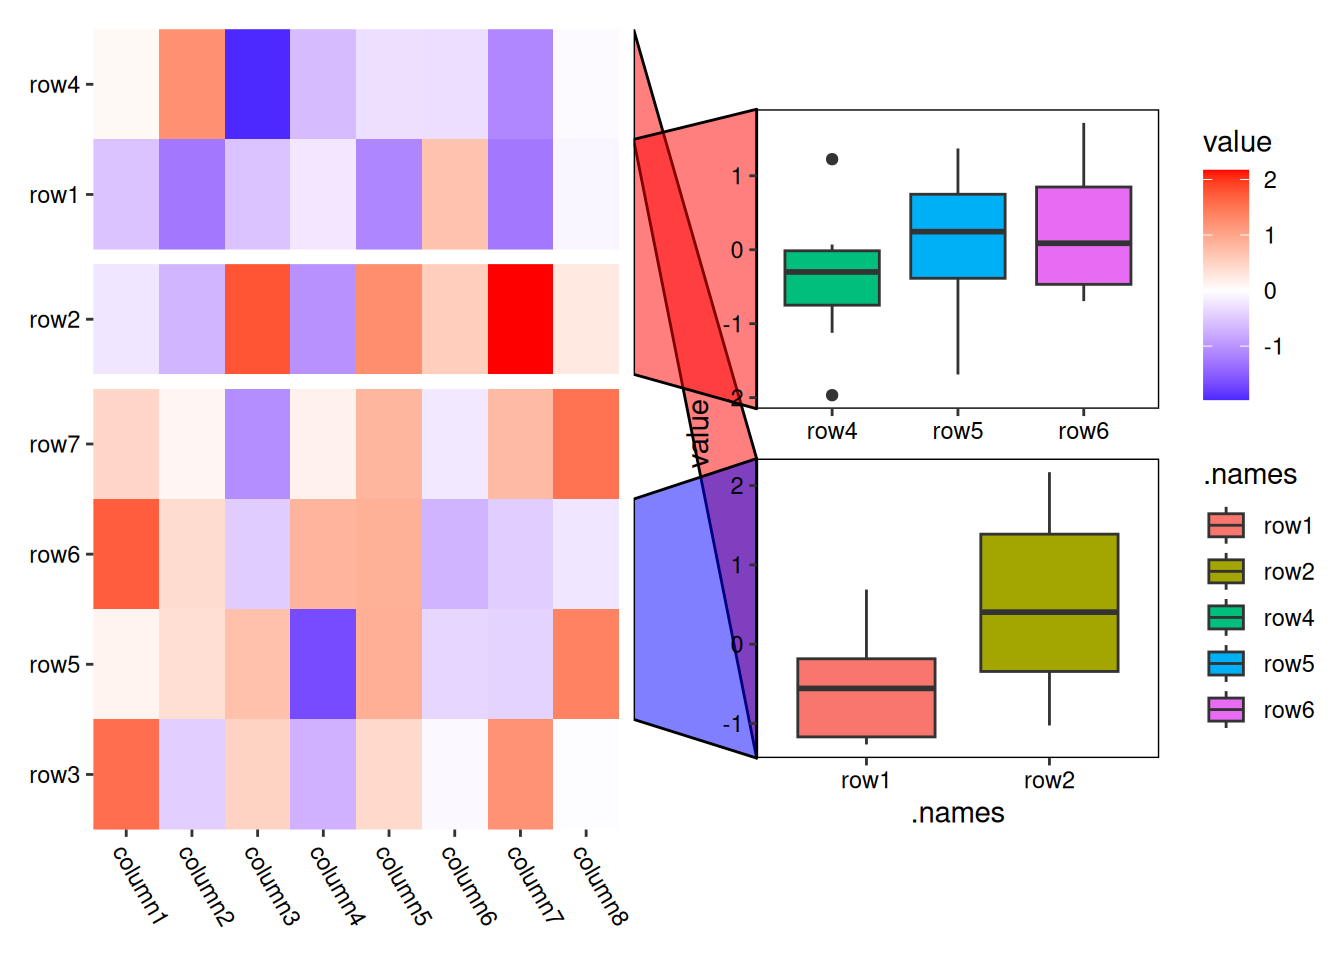 row4
row1
row2
row7
row6
row5
row3
column1
column2
column3
column4
column5
column6
column7
column8
value
1
0
-1
-2
row4
row5
row6
2
1
0
-1
row1
row2
.names
value
2
1
0
-1
.names
row1
row2
row4
row5
row6